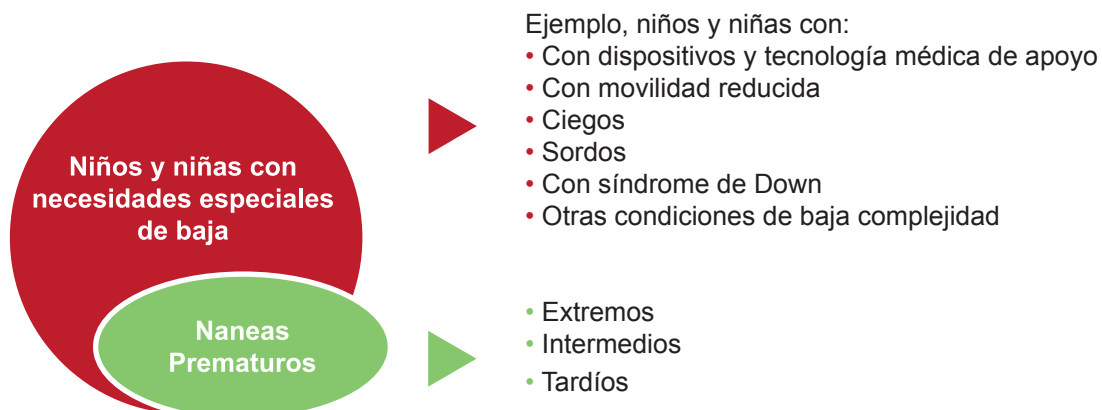 Niños y niñas con
necesidades especiales
de baja
Ejemplo, niños y niñas con:
• Con dispositivos y tecnología médica de apoyo
• Con movilidad reducida
• Ciegos
• Sordos
• Con síndrome de Down
• Otras condiciones de baja complejidad
Naneas
Prematuros
• Extremos
• Intermedios
• Tardíos